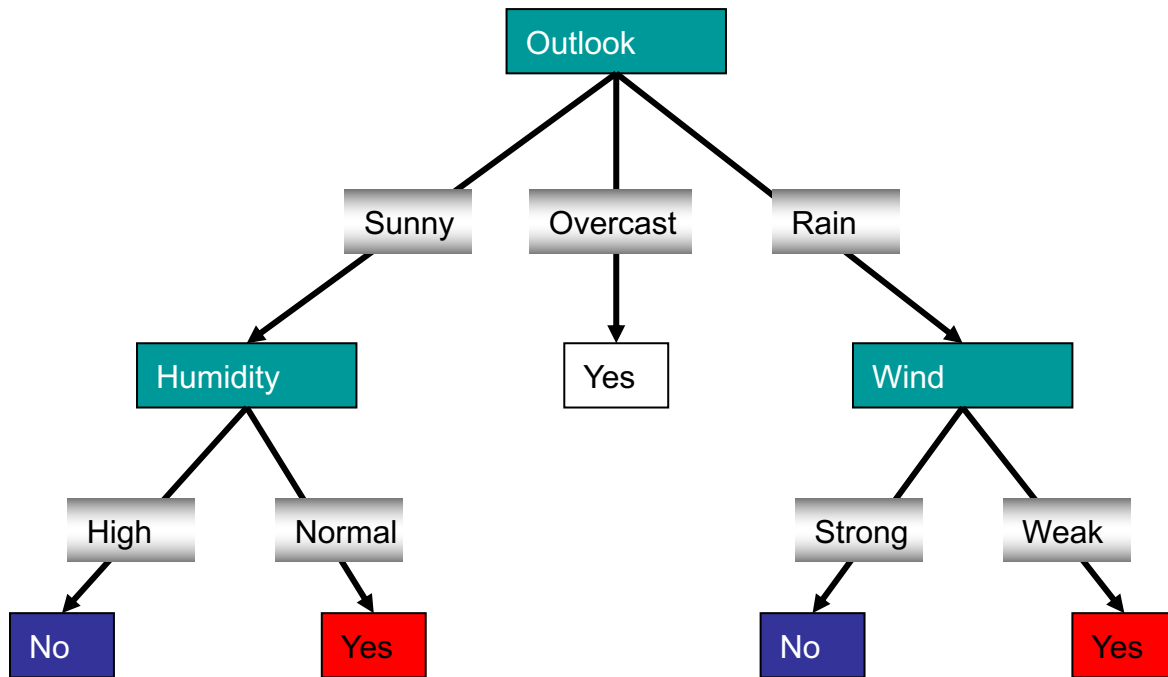 Outlook
Sunny
Overcast
Rain
Humidity
Yes
Wind
High
Normal
Strong
Weak
No
Yes
No
Yes